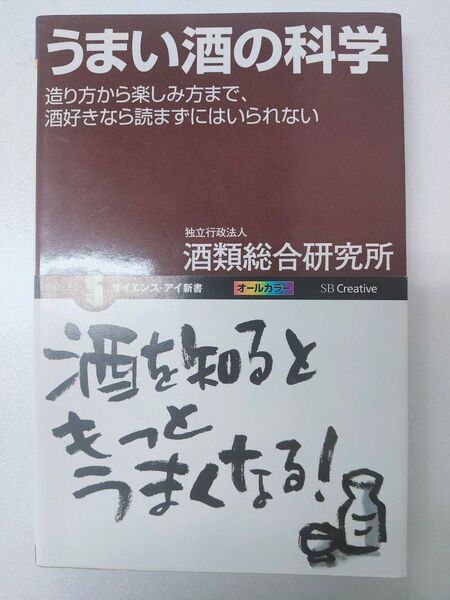 うまい酒の科学
造り方から楽しみ方まで、
酒好きなら読まずにはいられない
独立行政法人
酒類総合研究所
サイエンス・アイ新書
オールカラー
SB Creative
酒を知ると
きっと
うまくなる!